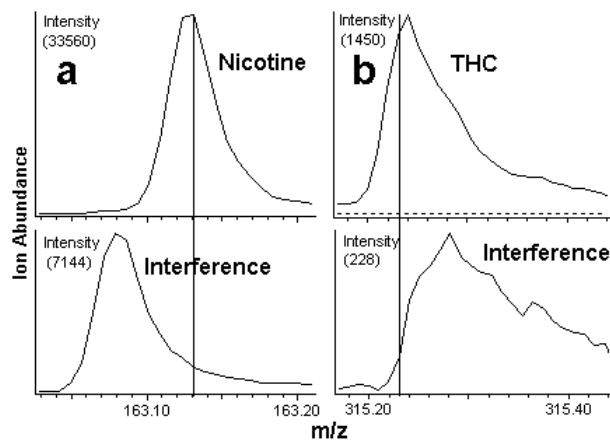 Intensity
(33560)
a
Nicotine
Intensity
(1450)
b
THC
Ion Abundance
Intensity
(7144)
Interference
Intensity
(228)
Interference
163.10
163.20
315.20
315.40
m/z